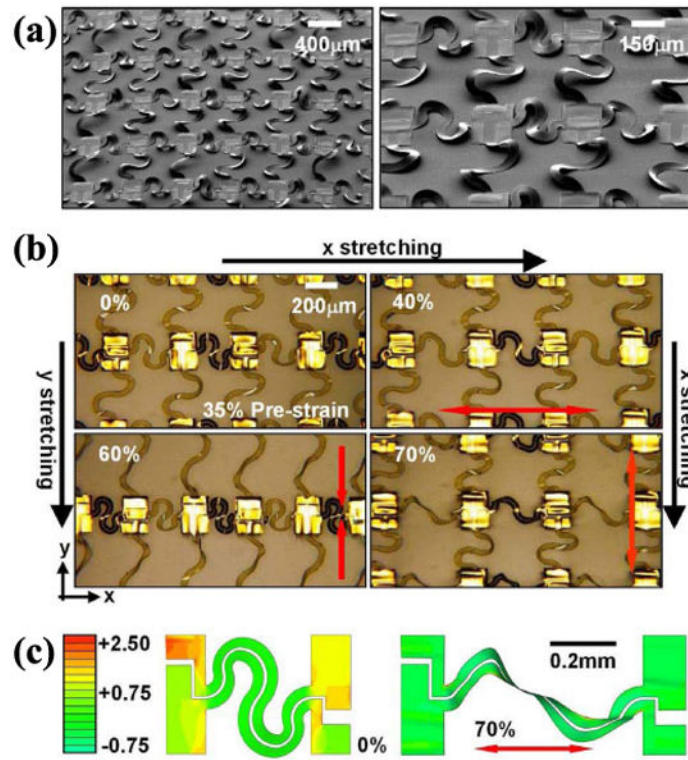 (a)
400μm
150μm
(b)
x stretching
0%
200μm
40%
y stretching
35% Pre-strain
x stretching
60%
70%
y
x
(c)
+2.50
+0.75
-0.75
0%
0.2mm
70%